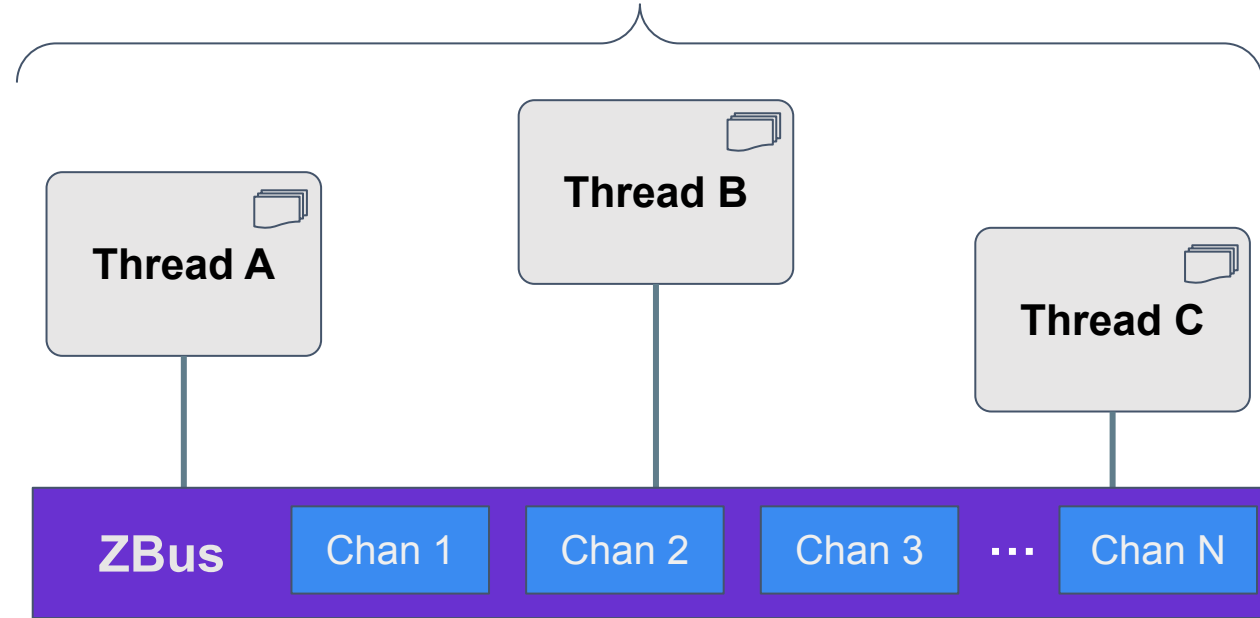 Thread B
Thread A
Thread C
ZBus
Chan 1
Chan 2
Chan 3
...
Chan N